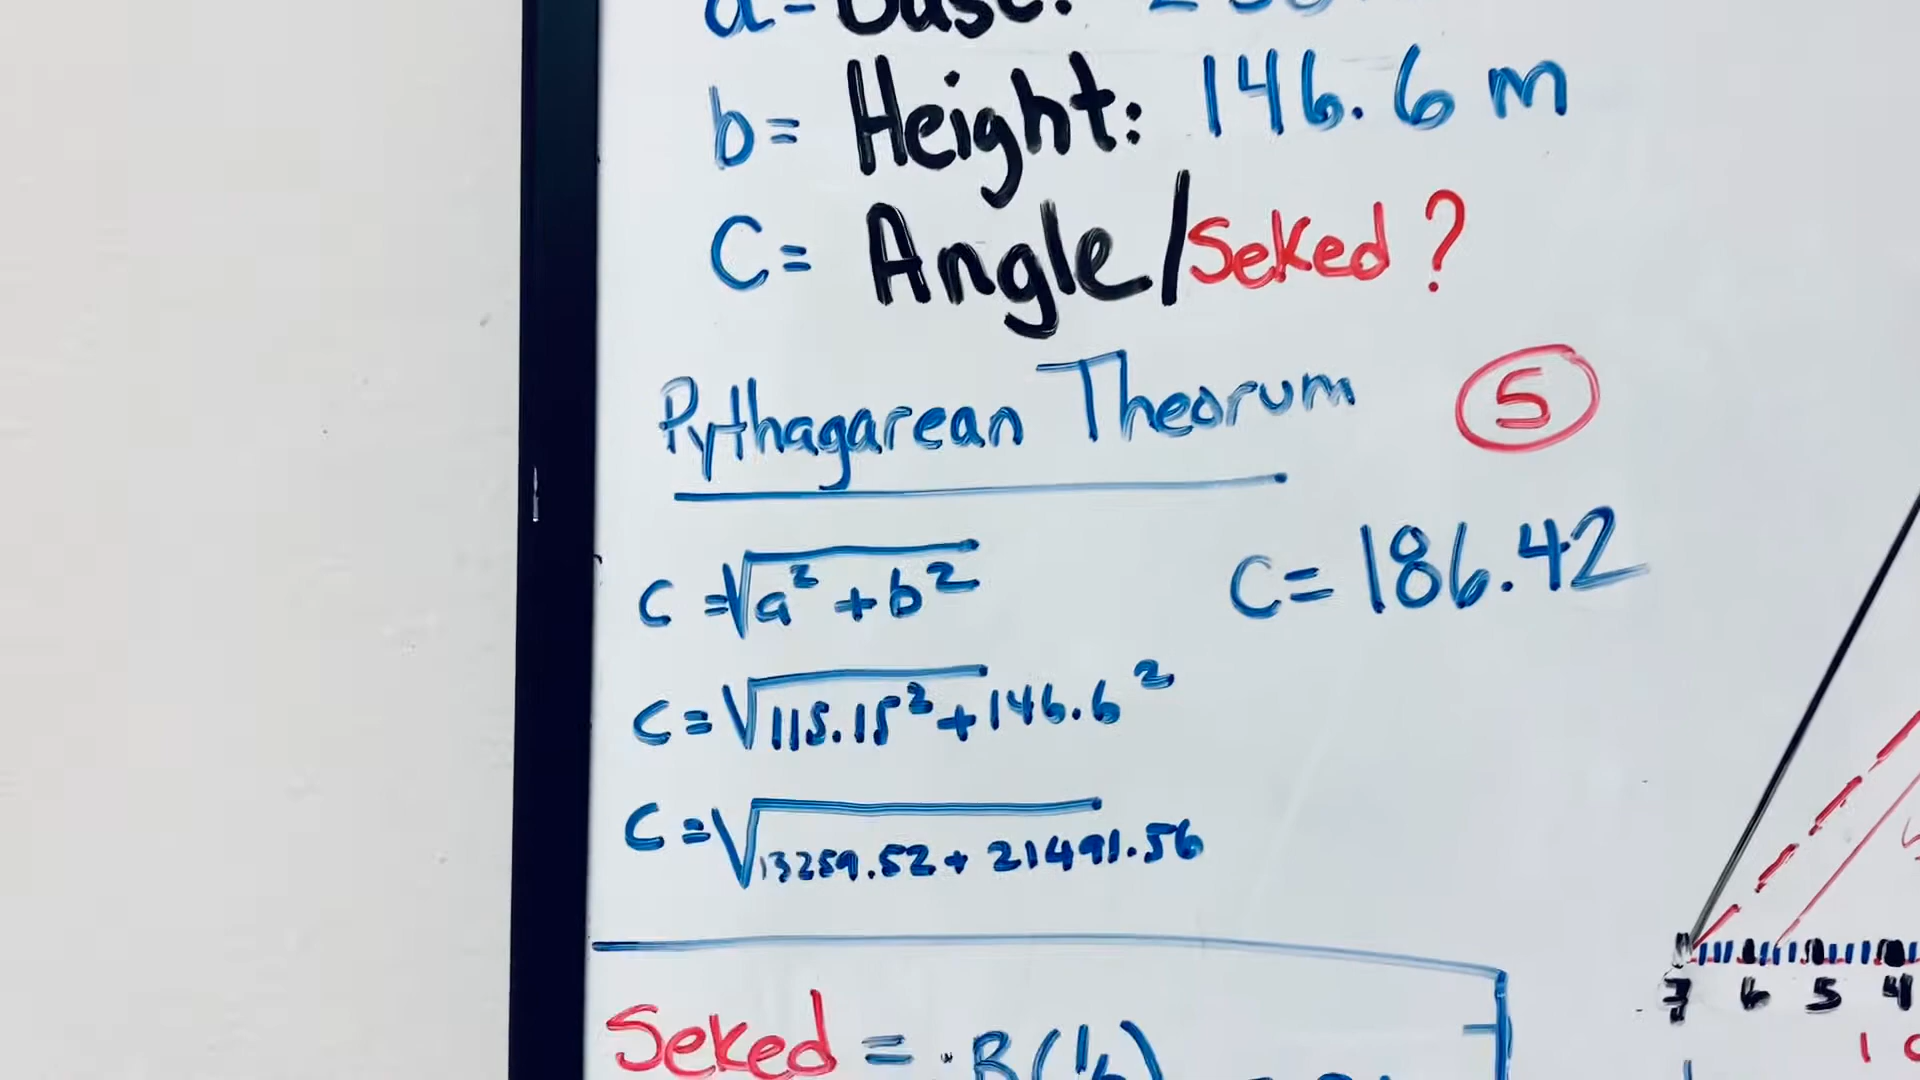 a = Base:
b = Height: 146.6 m
C = Angle/Seked?
Pythagarean Theorum 5
C = √a² + b² C = 186.42
C = √115.15² + 146.6²
C = √13259.52 + 21491.56
7 6 5 4
Seked =